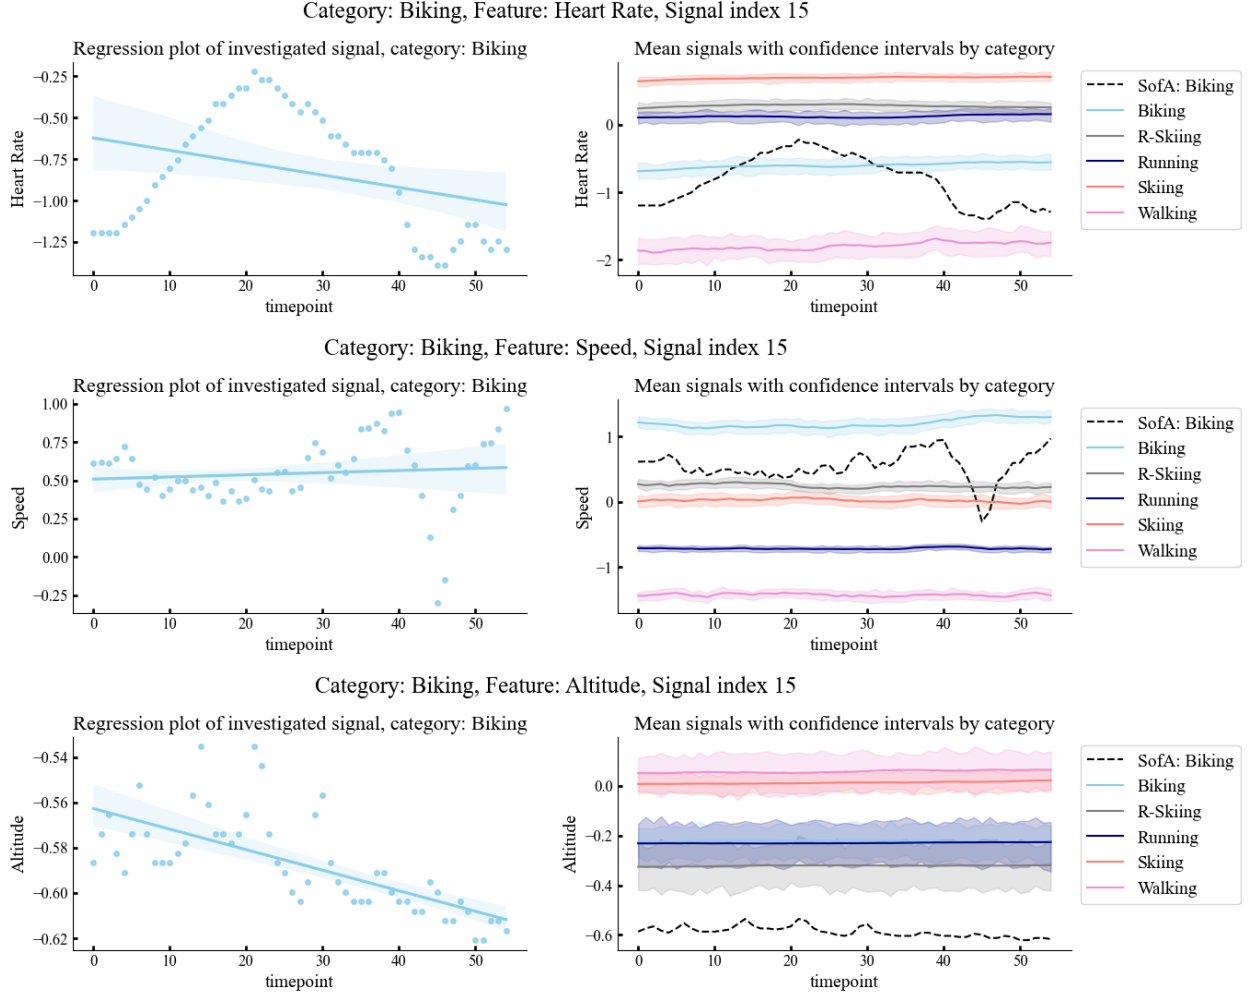 Category: Biking, Feature: Heart Rate, Signal index 15
Regression plot of investigated signal, category: Biking
Heart Rate
−0.25
−0.50
−0.75
−1.00
−1.25
0 10 20 30 40 50
timepoint
Mean signals with confidence intervals by category
Heart Rate
0
−1
−2
0 10 20 30 40 50
timepoint
SofA: Biking
Biking
R-Skiing
Running
Skiing
Walking
Category: Biking, Feature: Speed, Signal index 15
Regression plot of investigated signal, category: Biking
Speed
1.00
0.75
0.50
0.25
0.00
−0.25
0 10 20 30 40 50
timepoint
Mean signals with confidence intervals by category
Speed
1
0
−1
0 10 20 30 40 50
timepoint
SofA: Biking
Biking
R-Skiing
Running
Skiing
Walking
Category: Biking, Feature: Altitude, Signal index 15
Regression plot of investigated signal, category: Biking
Altitude
−0.54
−0.56
−0.58
−0.60
−0.62
0 10 20 30 40 50
timepoint
Mean signals with confidence intervals by category
Altitude
0.0
−0.2
−0.4
−0.6
0 10 20 30 40 50
timepoint
SofA: Biking
Biking
R-Skiing
Running
Skiing
Walking